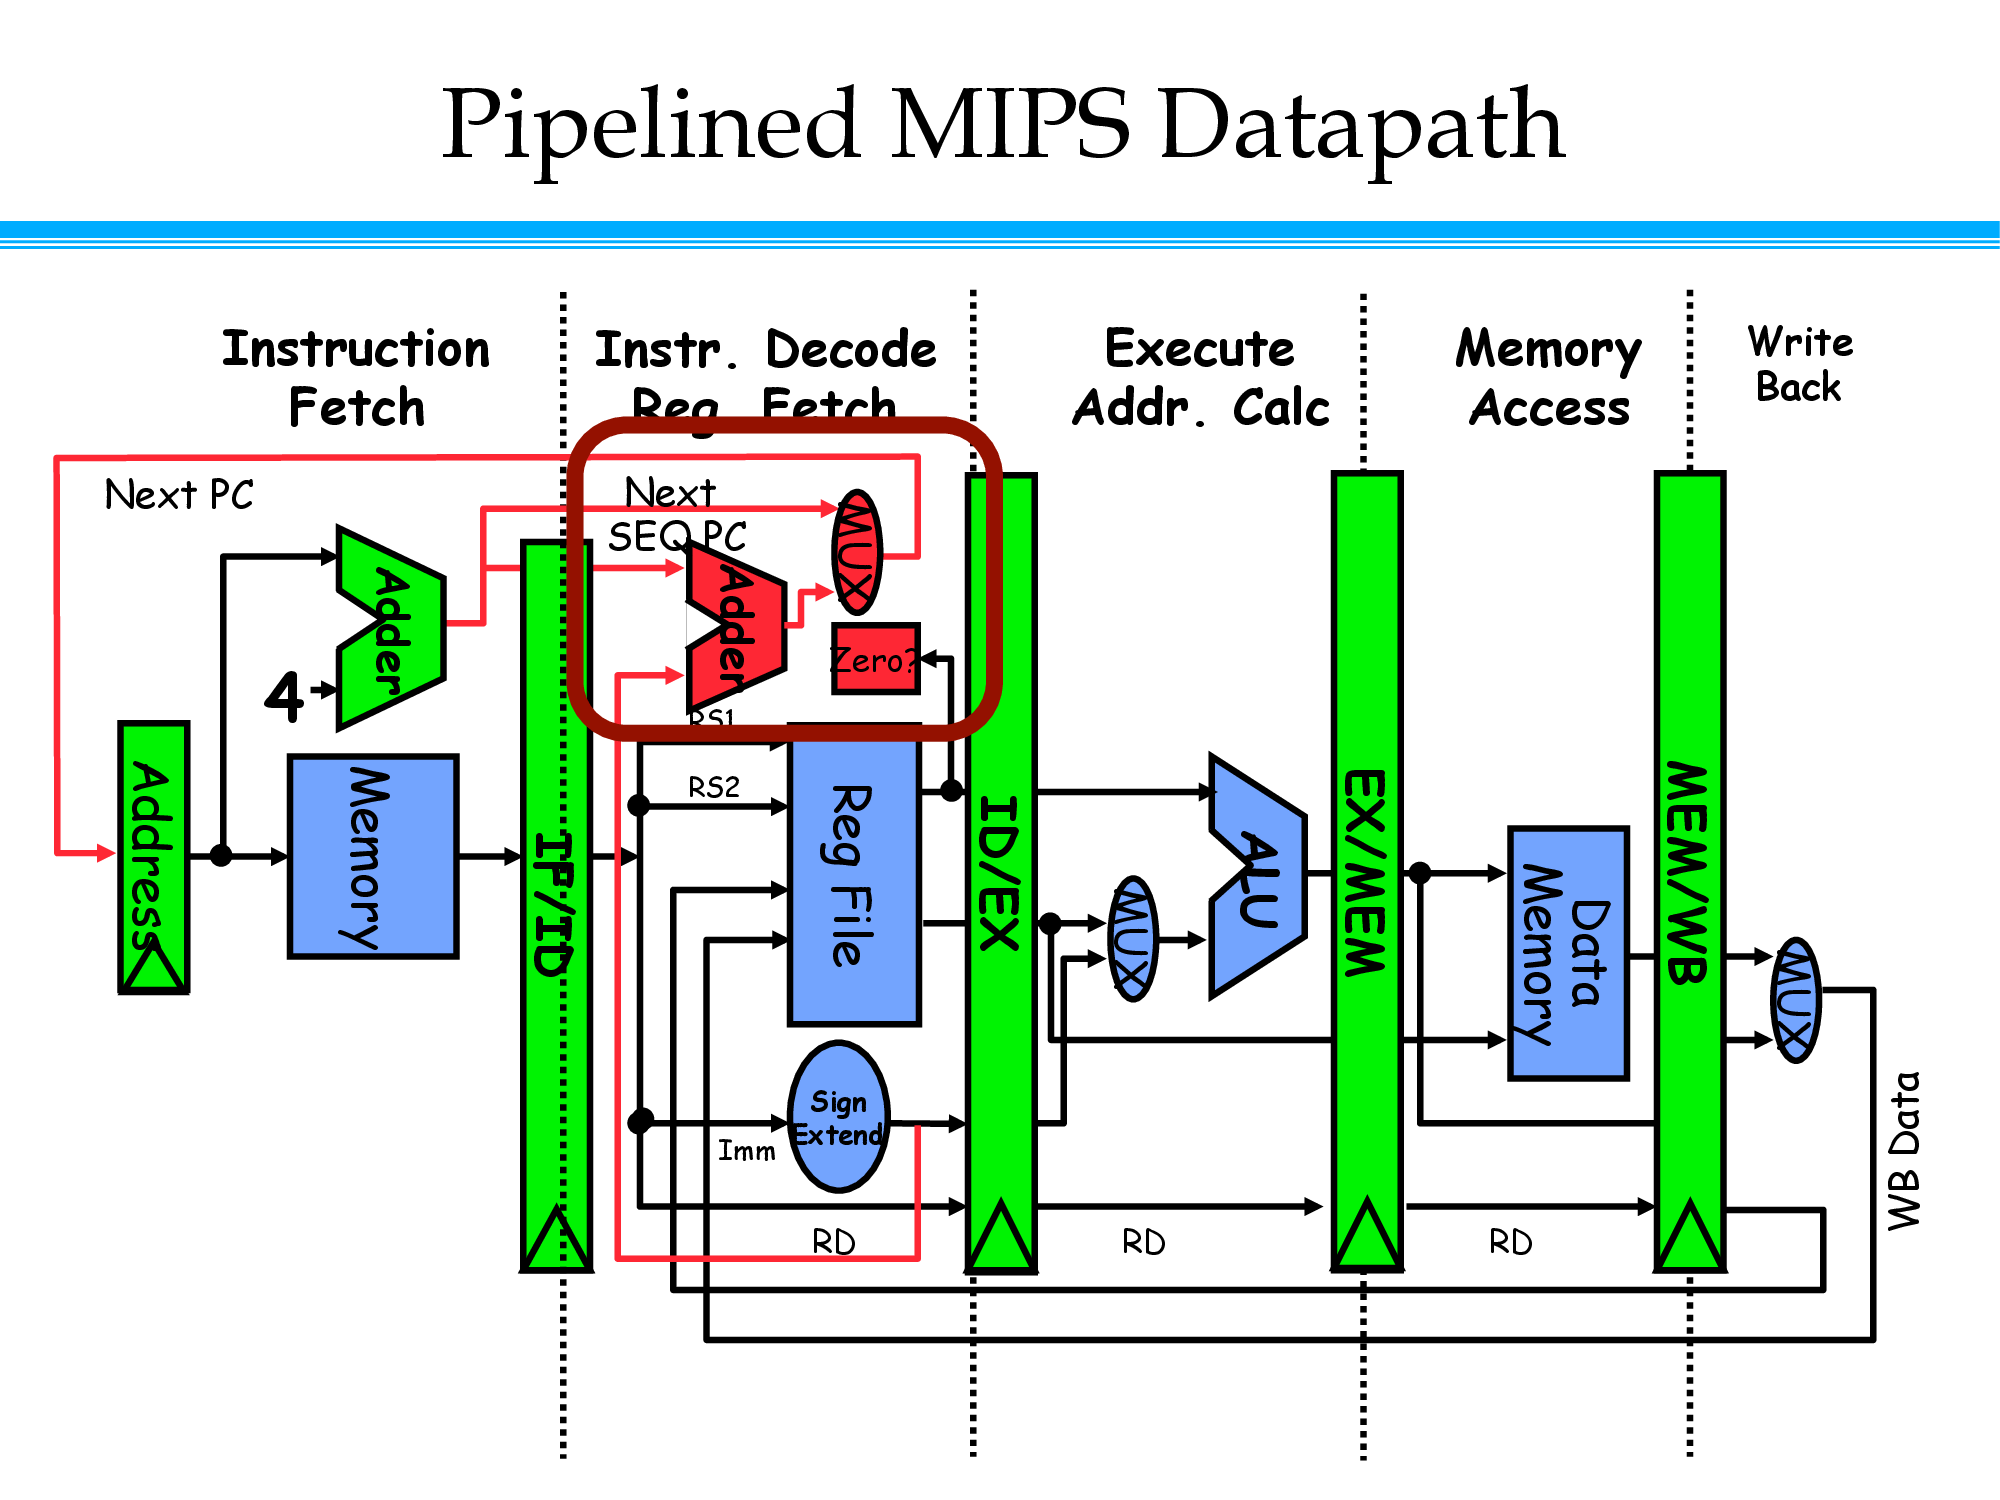 Pipelined MIPS Datapath
Instruction
Fetch
Instr. Decode
Reg. Fetch
Execute
Addr. Calc
Memory
Access
Write
Back
Next PC
Next
SEQ PC
MUX
Adder
Adder
Zero?
4
RS1
RS2
Address
Memory
IF/ID
Reg File
ID/EX
MUX
ALU
EX/MEM
Data
Memory
MEM/WB
MUX
Sign
Extend
Imm
RD
RD
RD
WB Data